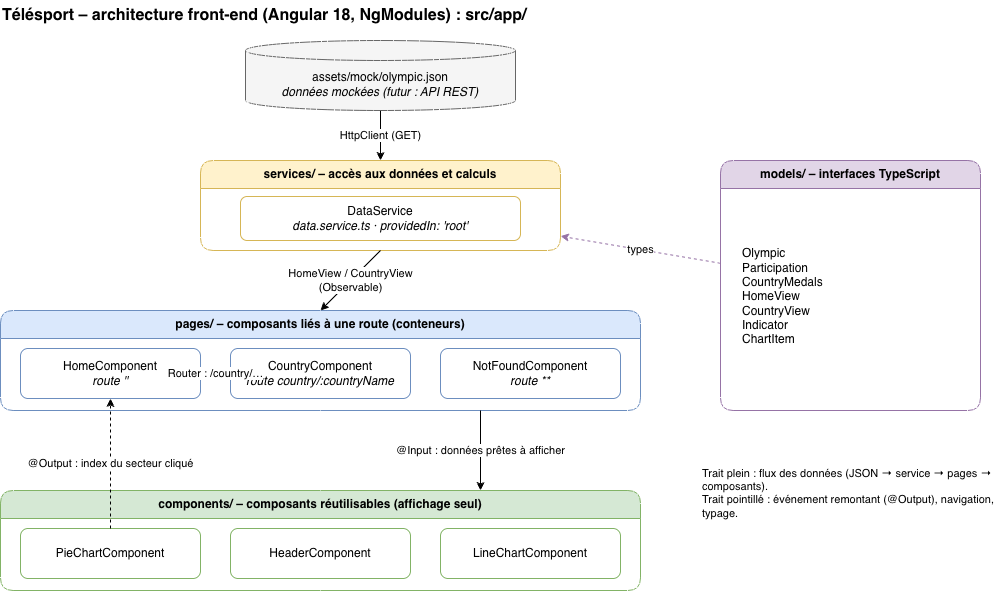 Télésport – architecture front-end (Angular 18, NgModules) : src/app/
assets/mock/olympic.json
données mockées (futur : API REST)
HttpClient (GET)
services/ – accès aux données et calculs
DataService
data.service.ts · providedIn: 'root'
models/ – interfaces TypeScript
types
Olympic
Participation
CountryMedals
HomeView
CountryView
Indicator
ChartItem
HomeView / CountryView
(Observable)
pages/ – composants liés à une route (conteneurs)
HomeComponent
route ''
Router : /country/...
CountryComponent
route country/:countryName
NotFoundComponent
route **
@Output : index du secteur cliqué
@Input : données prêtes à afficher
components/ – composants réutilisables (affichage seul)
PieChartComponent
HeaderComponent
LineChartComponent
Trait plein : flux des données (JSON → service → pages →
composants).
Trait pointillé : événement remontant (@Output), navigation,
typage.